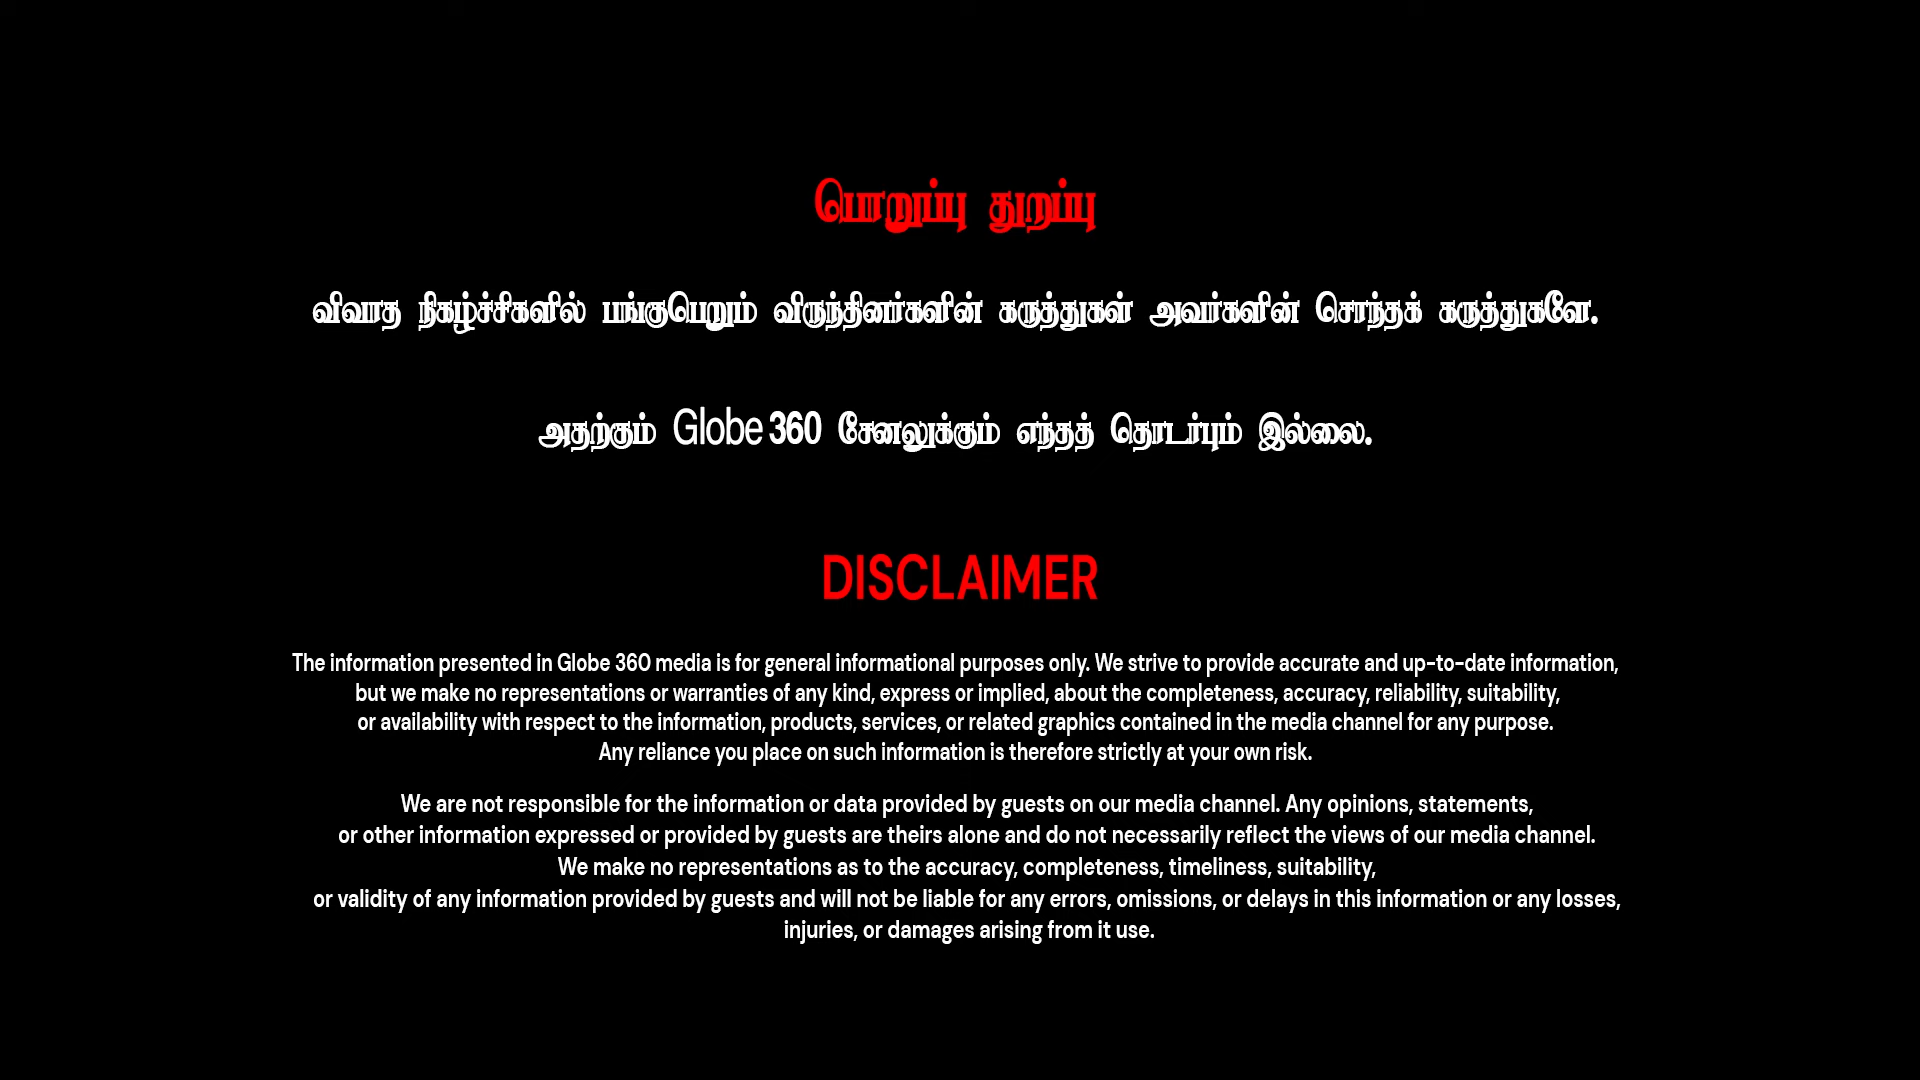 பொறுப்பு துறப்பு
விவாத நிகழ்ச்சிகளில் பங்குபெறும் விருந்தினர்களின் கருத்துகள் அவர்களின் சொந்தக் கருத்துகளே.
அதற்கும் Globe 360 சேனலுக்கும் எந்தத் தொடர்பும் இல்லை.
DISCLAIMER
The information presented in Globe 360 media is for general informational purposes only. We strive to provide accurate and up-to-date information,
but we make no representations or warranties of any kind, express or implied, about the completeness, accuracy, reliability, suitability,
or availability with respect to the information, products, services, or related graphics contained in the media channel for any purpose.
Any reliance you place on such information is therefore strictly at your own risk.
We are not responsible for the information or data provided by guests on our media channel. Any opinions, statements,
or other information expressed or provided by guests are theirs alone and do not necessarily reflect the views of our media channel.
We make no representations as to the accuracy, completeness, timeliness, suitability,
or validity of any information provided by guests and will not be liable for any errors, omissions, or delays in this information or any losses,
injuries, or damages arising from it use.